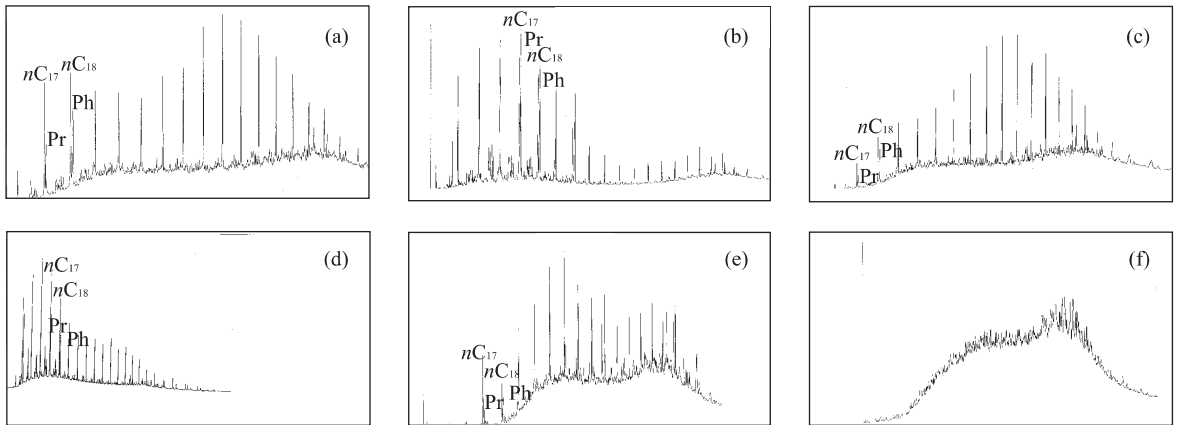 (a)
nC₁₇
nC₁₈
Ph
Pr
(b)
nC₁₇
Pr
nC₁₈
Ph
(c)
nC₁₈
nC₁₇
Ph
Pr
(d)
nC₁₇
nC₁₈
Pr
Ph
(e)
nC₁₇
nC₁₈
Ph
Pr
(f)